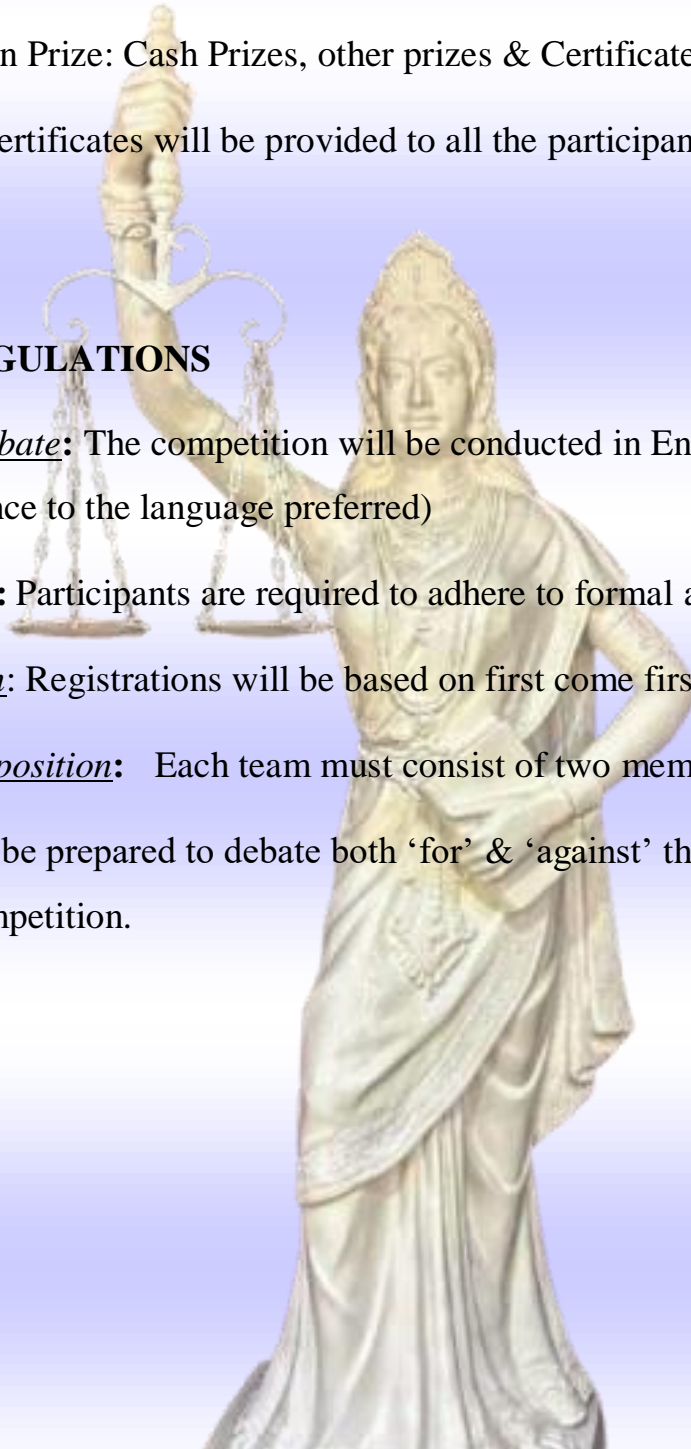 n Prize: Cash Prizes, other prizes & Certificate
ertificates will be provided to all the participan
GULATIONS
bate: The competition will be conducted in En
nce to the language preferred)
: Participants are required to adhere to formal a
n: Registrations will be based on first come firs
position: Each team must consist of two mem
be prepared to debate both ‘for’ & ‘against’ th
mpetition.